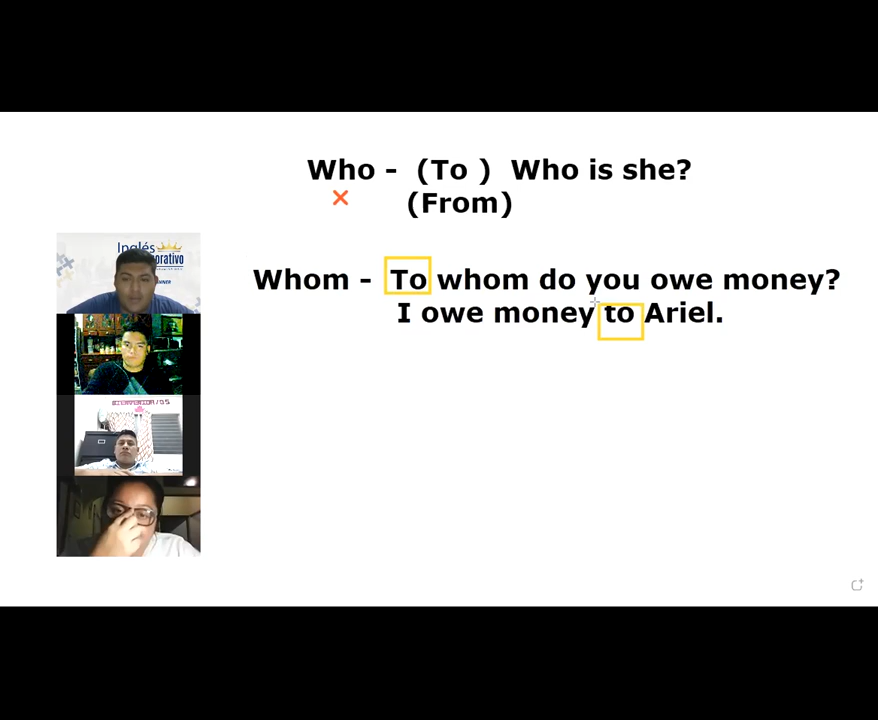 Who - (To ) Who is she?
(From)
Whom - To whom do you owe money?
I owe money to Ariel.
Inglés